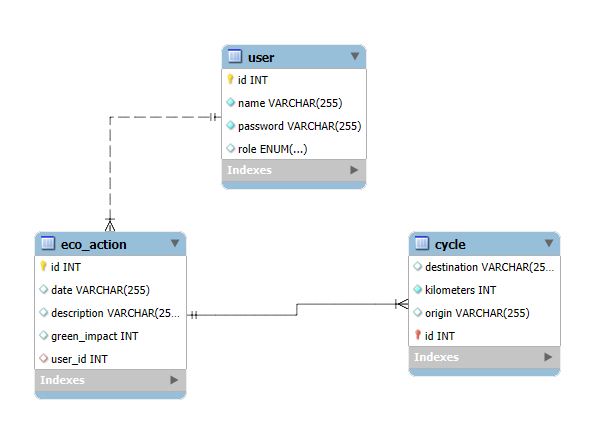 user
id INT
name VARCHAR(255)
password VARCHAR(255)
role ENUM(...)
Indexes
eco_action
id INT
date VARCHAR(255)
description VARCHAR(25...
green_impact INT
user_id INT
Indexes
cycle
destination VARCHAR(25...
kilometers INT
origin VARCHAR(255)
id INT
Indexes